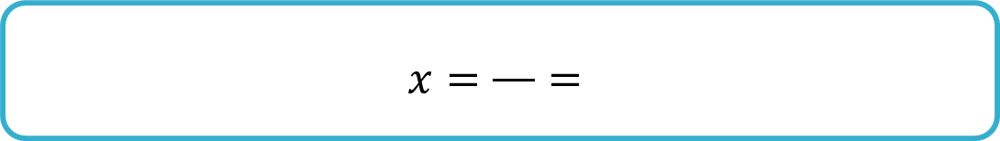 x = — =